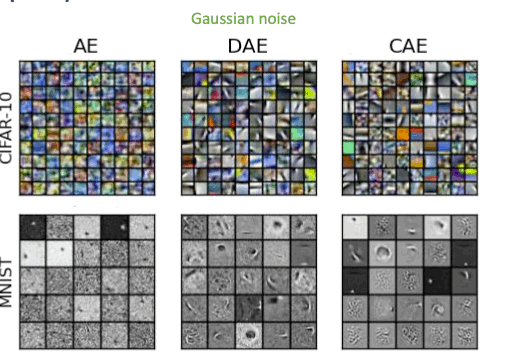 Gaussian noise
AE DAE CAE
CIFAR-10
MNIST